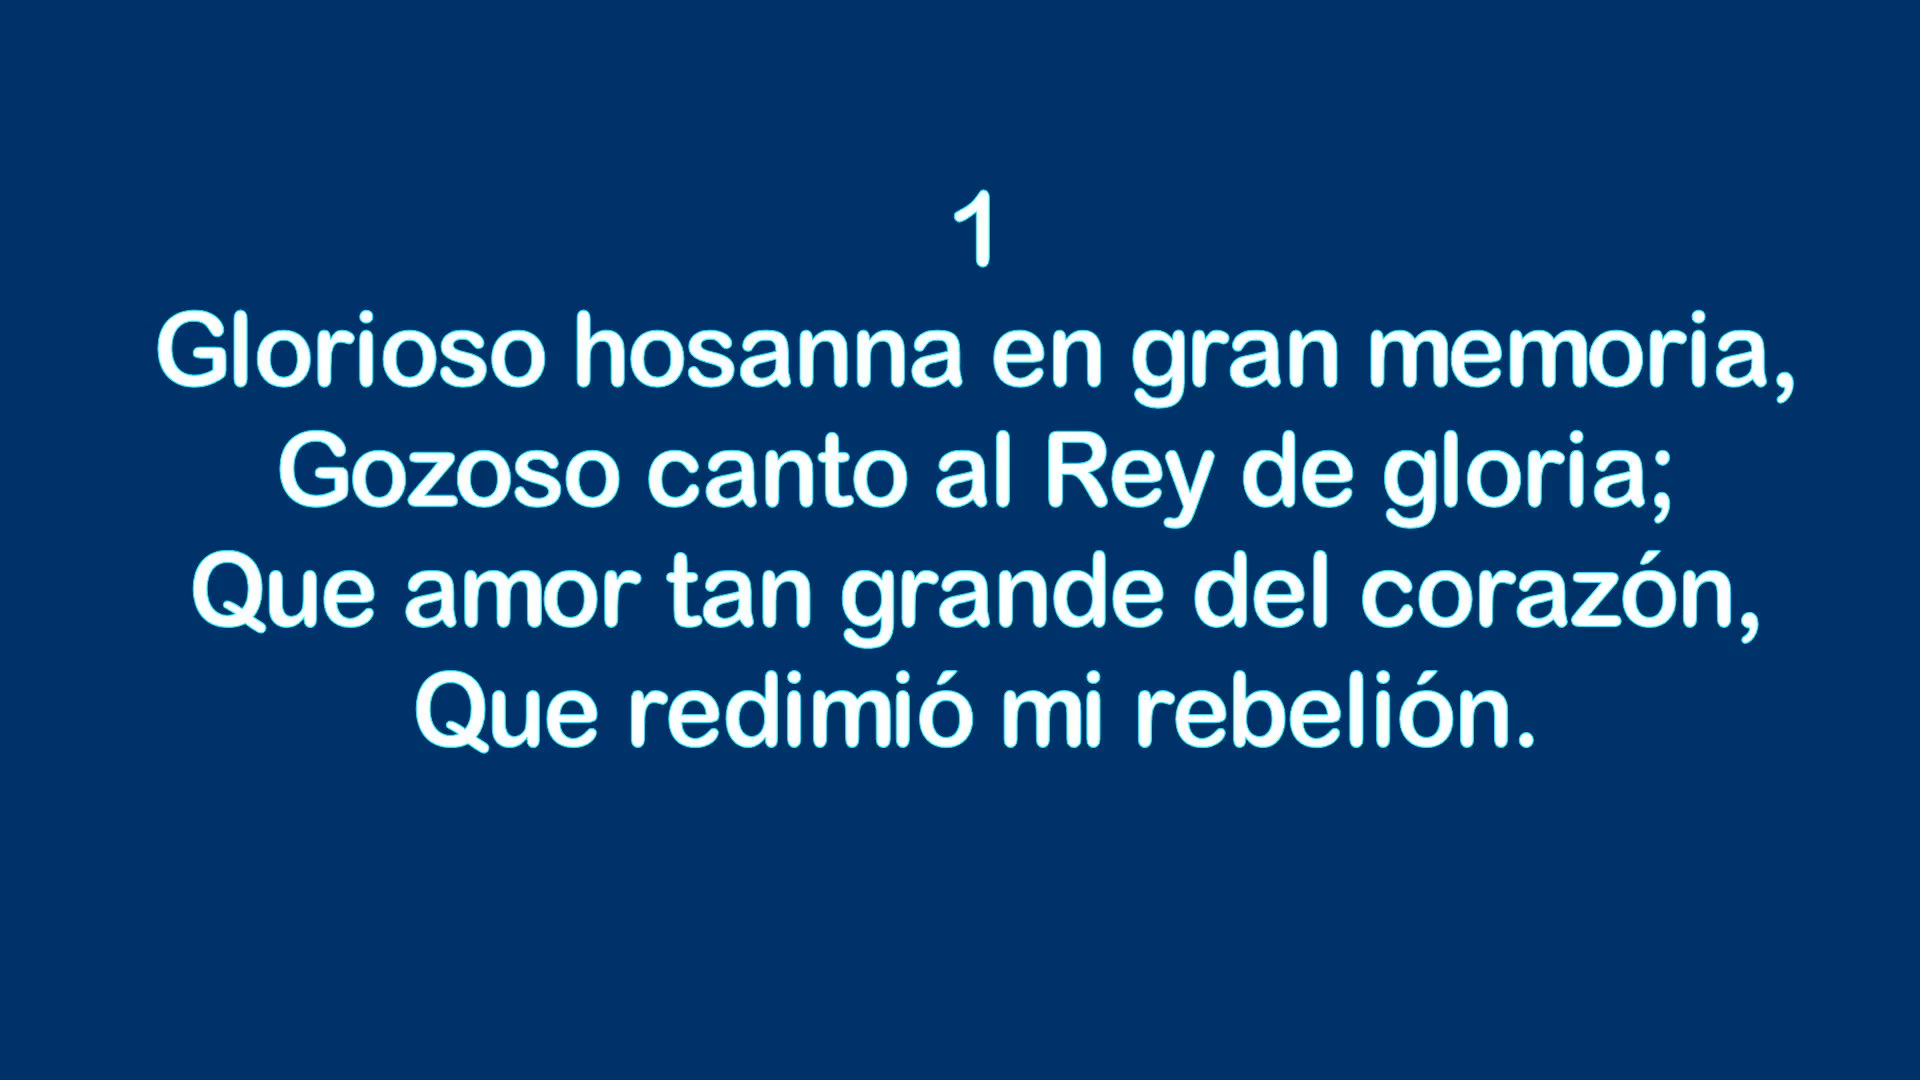 1
Glorioso hosanna en gran memoria,
Gozoso canto al Rey de gloria;
Que amor tan grande del corazón,
Que redimió mi rebelión.